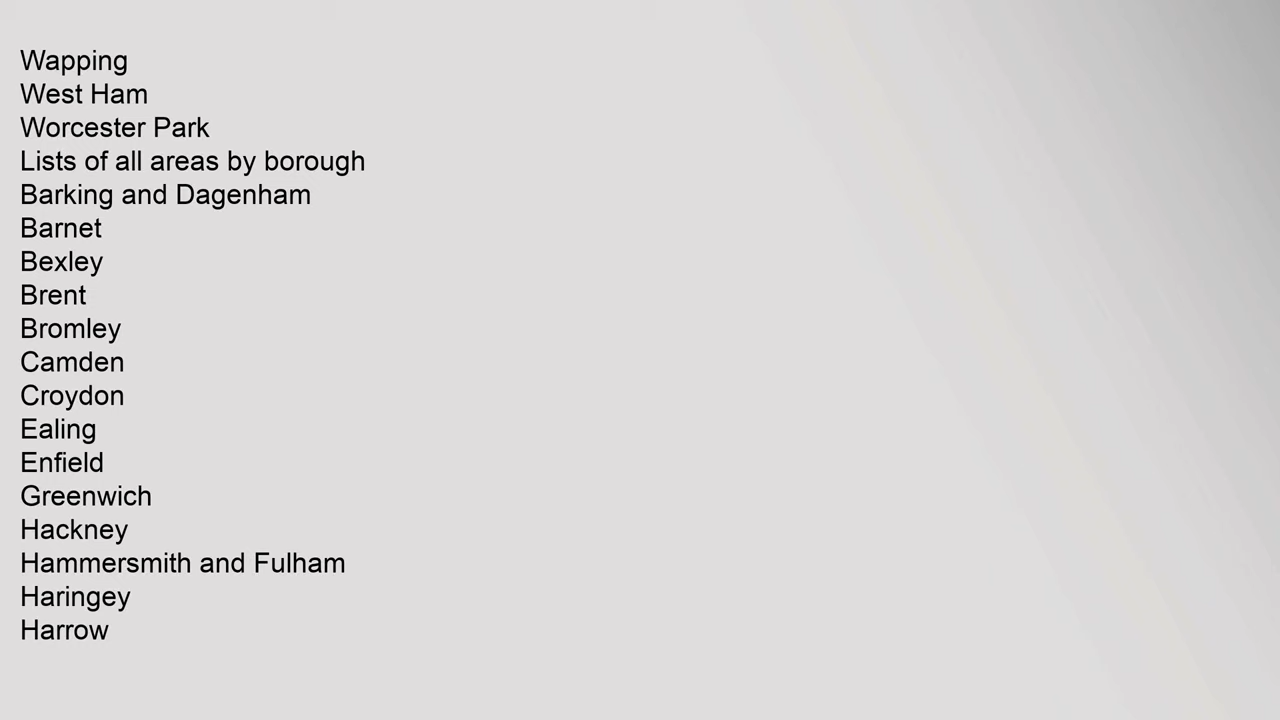 Wapping
West Ham
Worcester Park
Lists of all areas by borough
Barking and Dagenham
Barnet
Bexley
Brent
Bromley
Camden
Croydon
Ealing
Enfield
Greenwich
Hackney
Hammersmith and Fulham
Haringey
Harrow